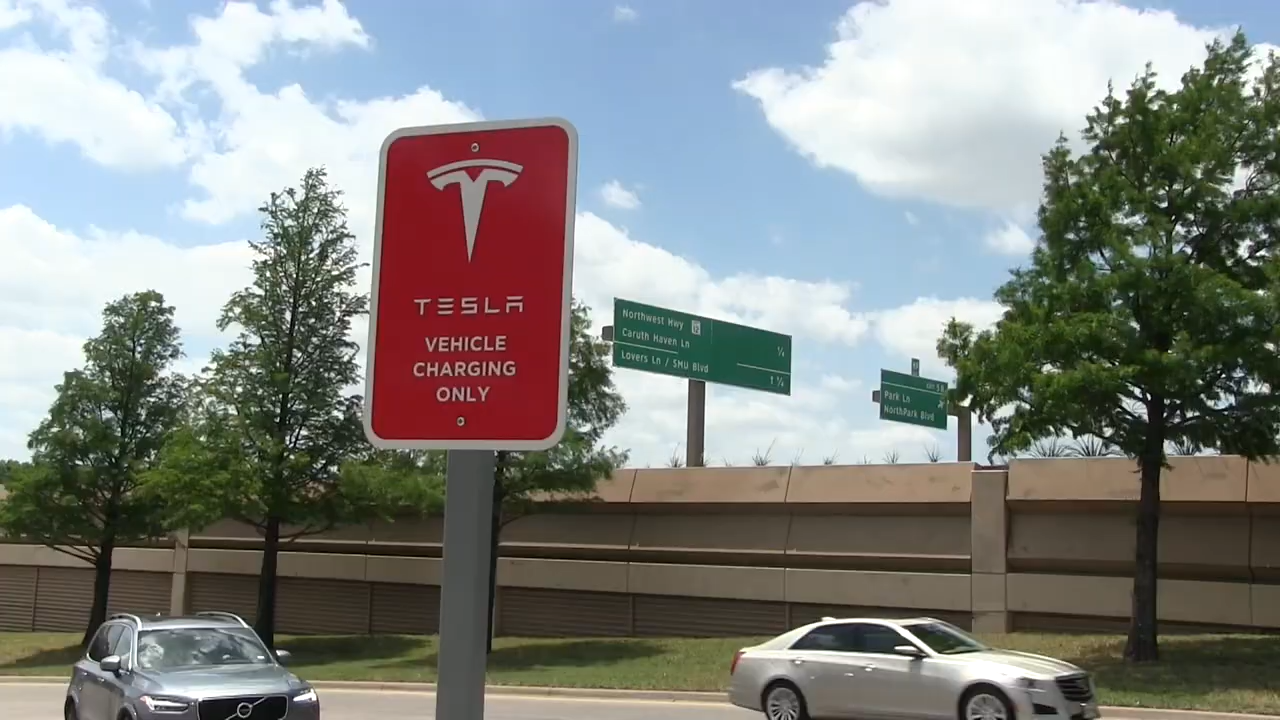 TESLA
VEHICLE
CHARGING
ONLY
Northwest Hwy
Caruth Haven Ln
Lovers Ln / SMU Blvd
Park Ln
NorthPark Blvd